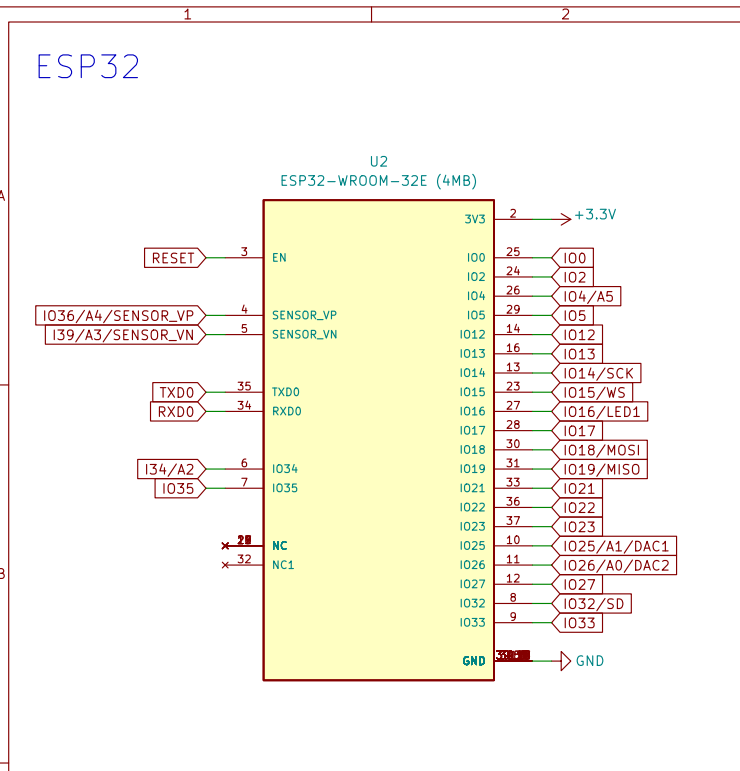 1 2
ESP32
A
U2
ESP32-WROOM-32E (4MB)
3V3 2 +3.3V
RESET 3 EN IO0 25 IO0
IO2 24 IO2
IO4 26 IO4/A5
IO36/A4/SENSOR_VP 4 SENSOR_VP IO5 29 IO5
I39/A3/SENSOR_VN 5 SENSOR_VN IO12 14 IO12
IO13 16 IO13
IO14 13 IO14/SCK
TXD0 35 TXD0 IO15 23 IO15/WS
RXD0 34 RXD0 IO16 27 IO16/LED1
IO17 28 IO17
IO18 30 IO18/MOSI
I34/A2 6 IO34 IO19 31 IO19/MISO
IO35 7 IO35 IO21 33 IO21
IO22 36 IO22
IO23 37 IO23
NC IO25 10 IO25/A1/DAC1
32 NC1 IO26 11 IO26/A0/DAC2
B
IO27 12 IO27
IO32 8 IO32/SD
IO33 9 IO33
GND GND